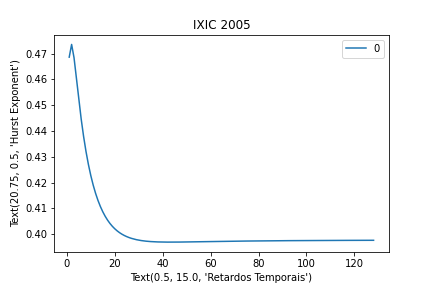 IXIC 2005
0
Text(20.75, 0.5, 'Hurst Exponent')
0.47
0.46
0.45
0.44
0.43
0.42
0.41
0.40
0 20 40 60 80 100 120
Text(0.5, 15.0, 'Retardos Temporais')